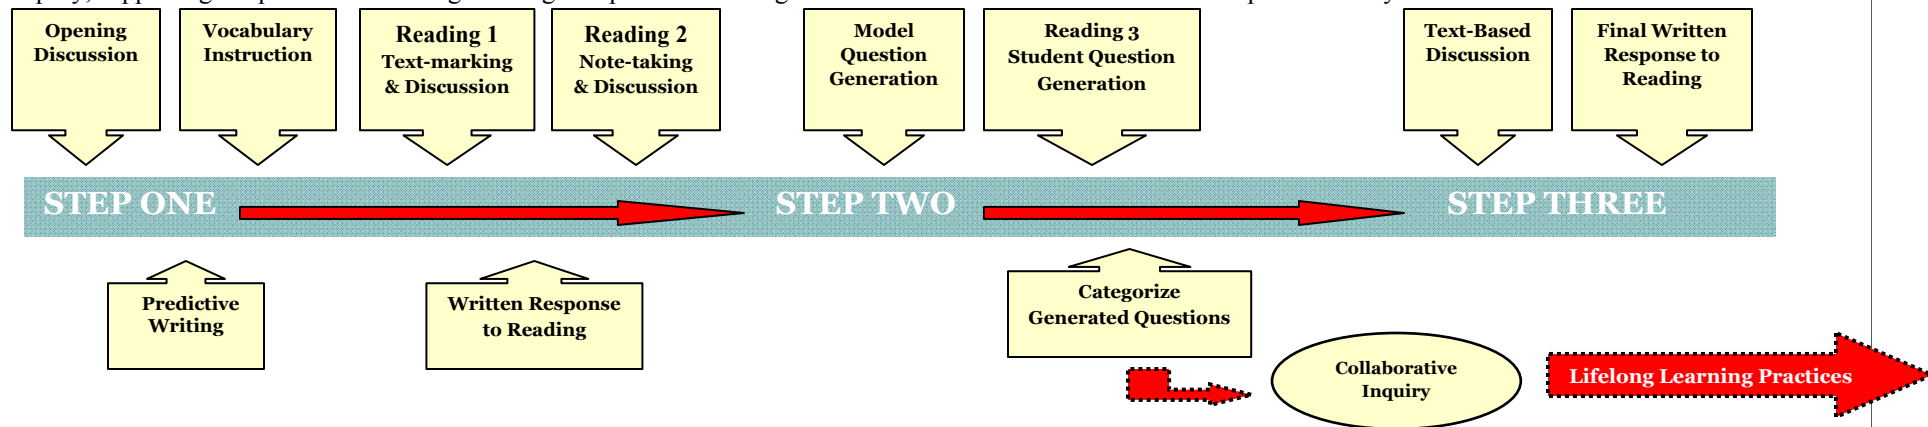 Opening
Discussion
Vocabulary
Instruction
Reading 1
Text-marking
& Discussion
Reading 2
Note-taking
& Discussion
Model
Question
Generation
Reading 3
Student Question
Generation
Text-Based
Discussion
Final Written
Response to
Reading
STEP ONE
STEP TWO
STEP THREE
Predictive
Writing
Written Response
to Reading
Categorize
Generated Questions
Collaborative
Inquiry
Lifelong Learning Practices